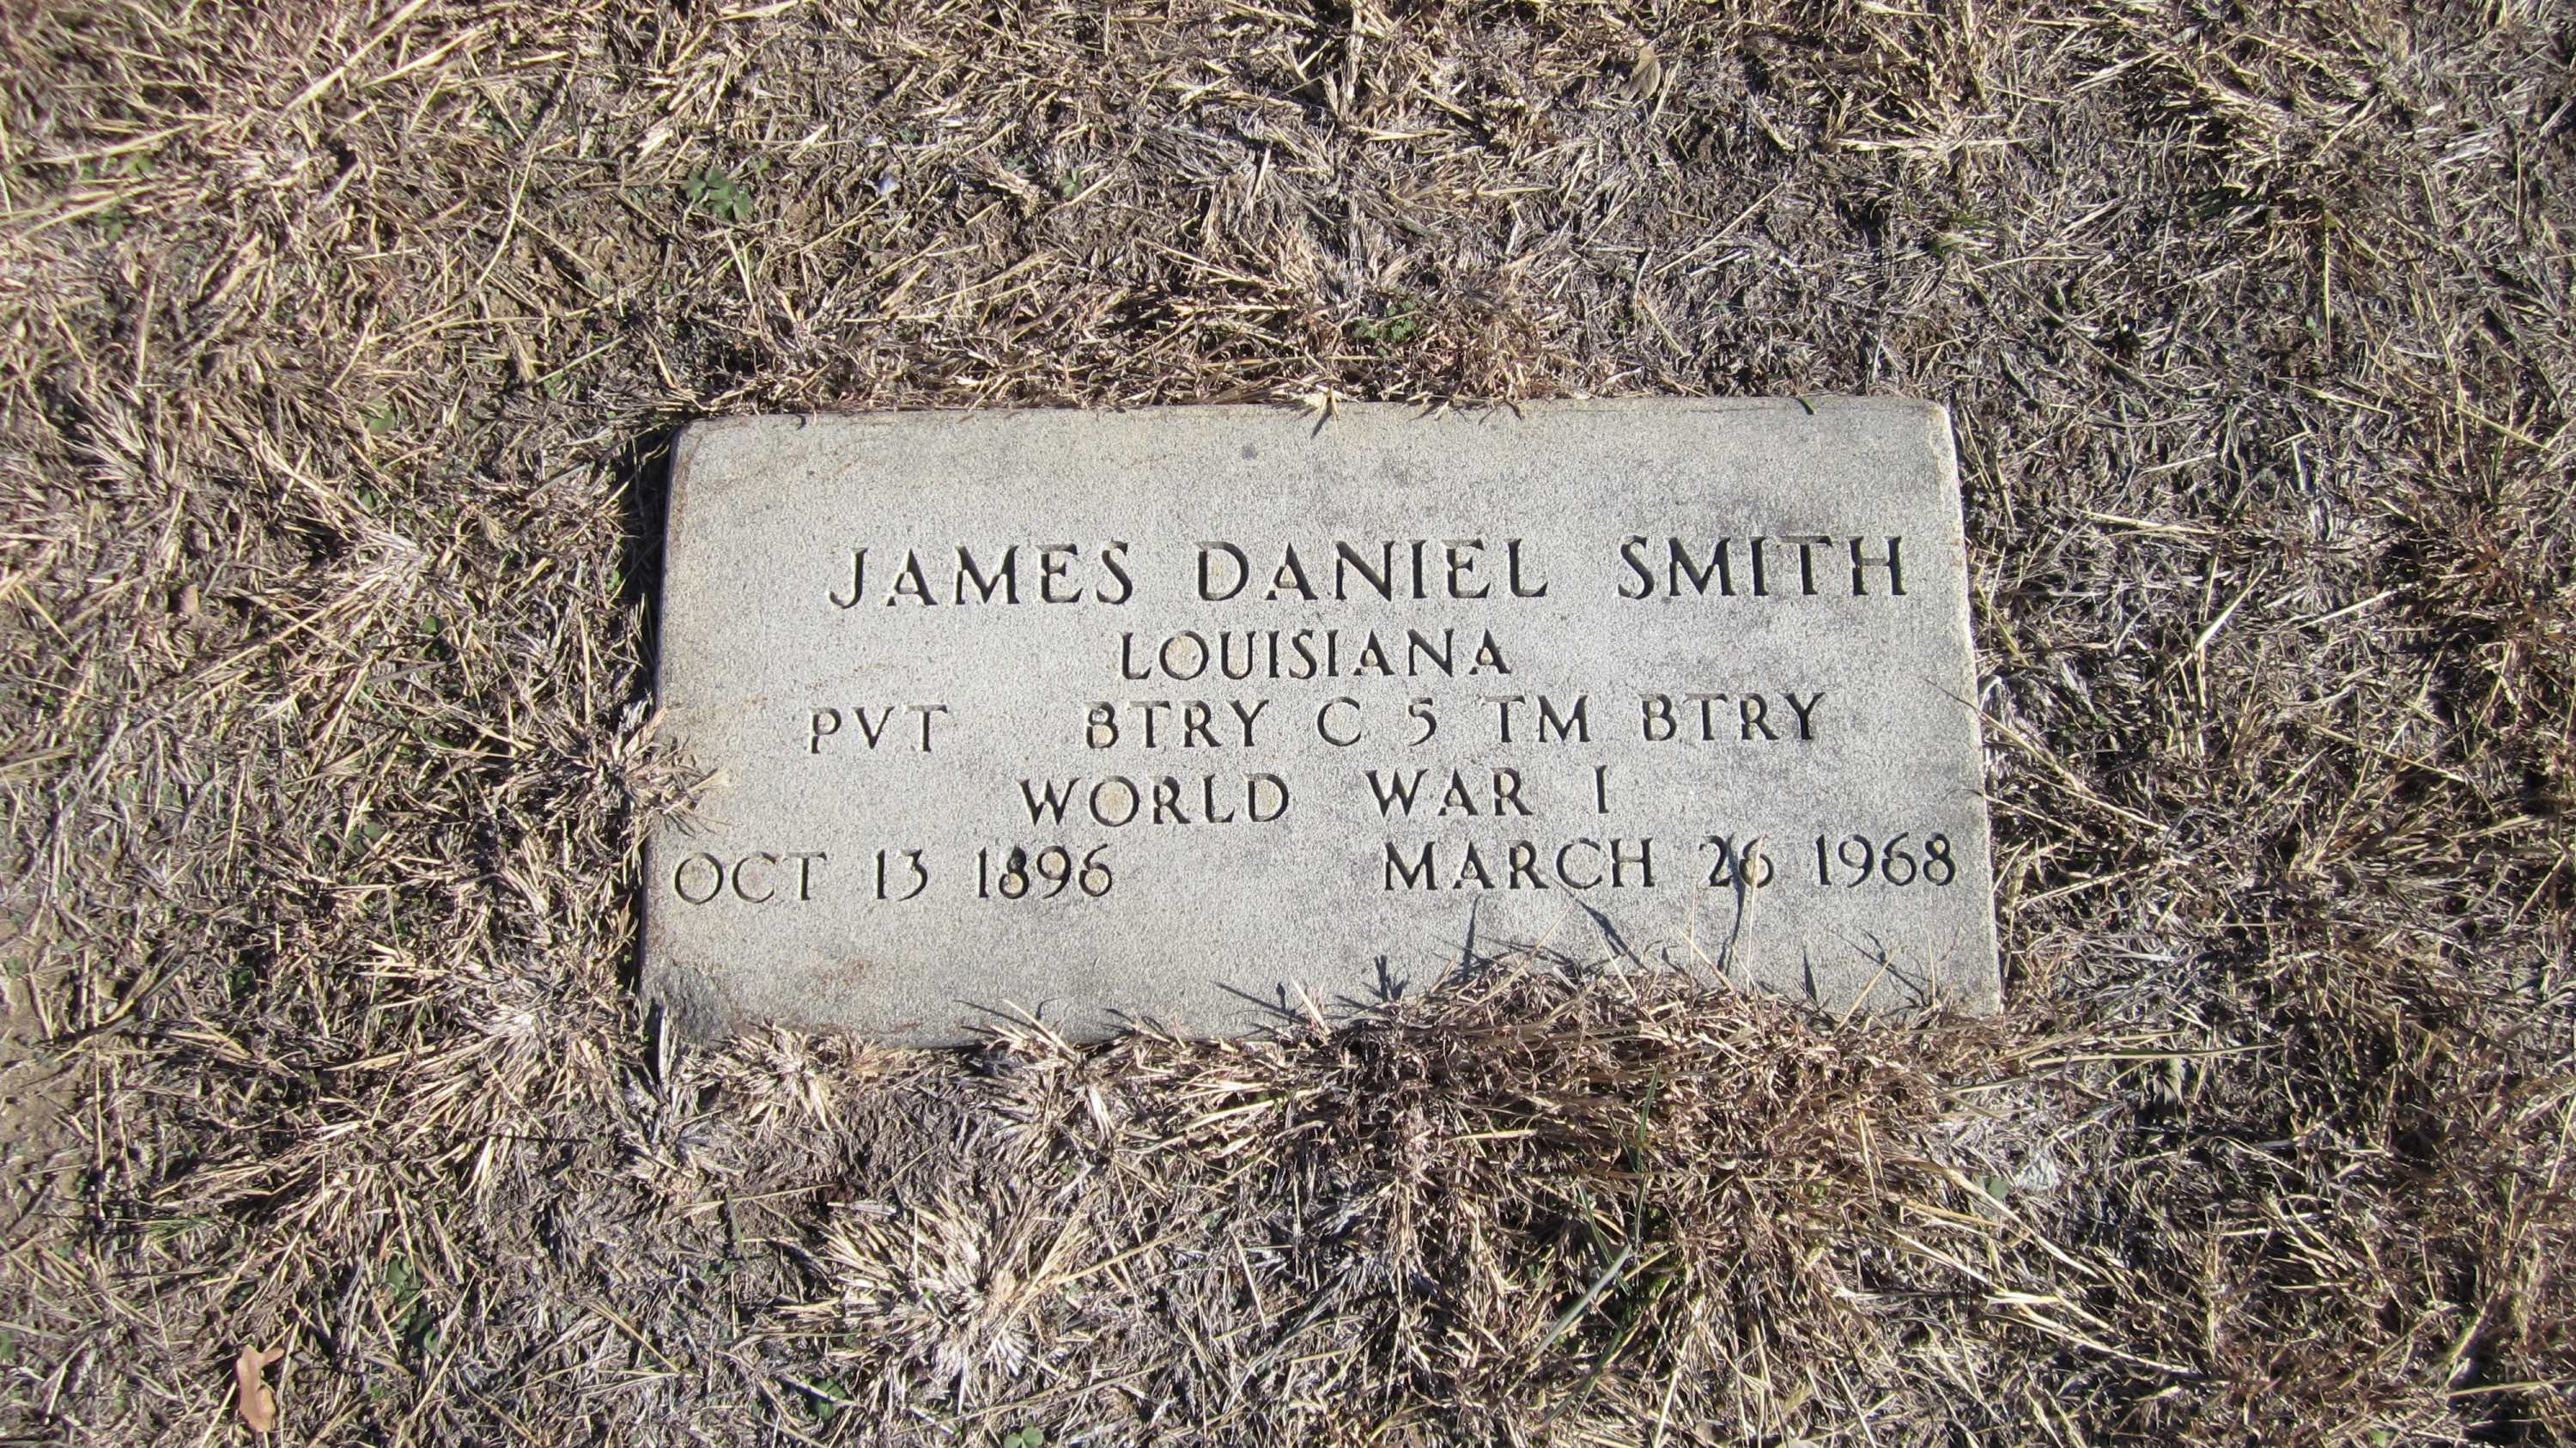 JAMES DANIEL SMITH
LOUISIANA
PVT BTRY C 5 TM BTRY
WORLD WAR I
OCT 13 1896 MARCH 26 1968